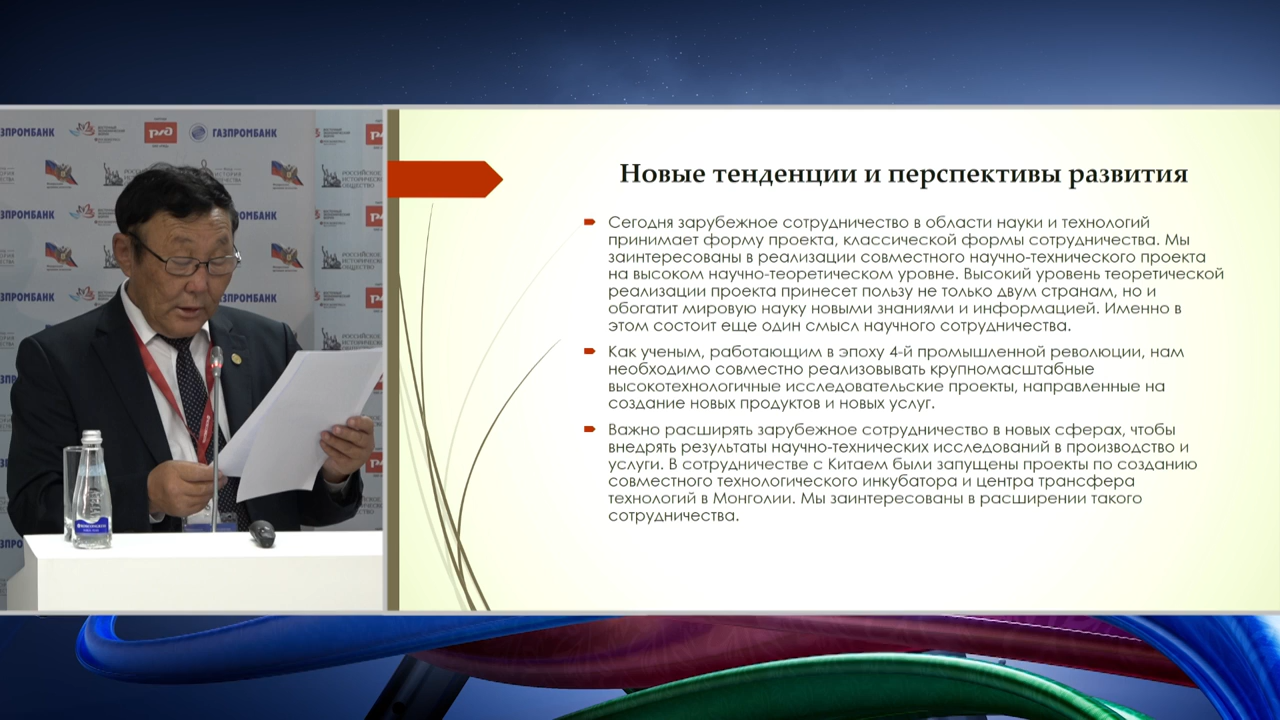 ЗПРОМБАНК
РЖД
ГАЗПРОМБАНК
РОССИЙСКОЕ
ИСТОРИЧЕСКОЕ
ОБЩЕСТВО
ЗПРОМБАНК
Новые тенденции и перспективы развития
Сегодня зарубежное сотрудничество в области науки и технологий
принимает форму проекта, классической формы сотрудничества. Мы
заинтересованы в реализации совместного научно-технического проекта
на высоком научно-теоретическом уровне. Высокий уровень теоретической
реализации проекта принесет пользу не только двум странам, но и
обогатит мировую науку новыми знаниями и информацией. Именно в
этом состоит еще один смысл научного сотрудничества.
Как ученым, работающим в эпоху 4-й промышленной революции, нам
необходимо совместно реализовывать крупномасштабные
высокотехнологичные исследовательские проекты, направленные на
создание новых продуктов и новых услуг.
Важно расширять зарубежное сотрудничество в новых сферах, чтобы
внедрять результаты научно-технических исследований в производство и
услуги. В сотрудничестве с Китаем были запущены проекты по созданию
совместного технологического инкубатора и центра трансфера
технологий в Монголии. Мы заинтересованы в расширении такого
сотрудничества.